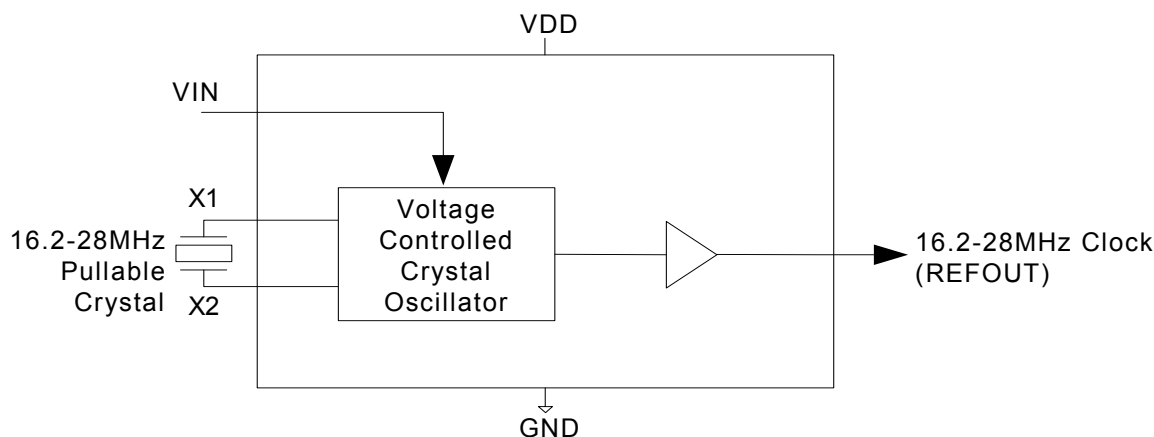 VDD
VIN
X1
16.2-28MHz
Pullable
Crystal
X2
Voltage
Controlled
Crystal
Oscillator
16.2-28MHz Clock
(REFOUT)
GND